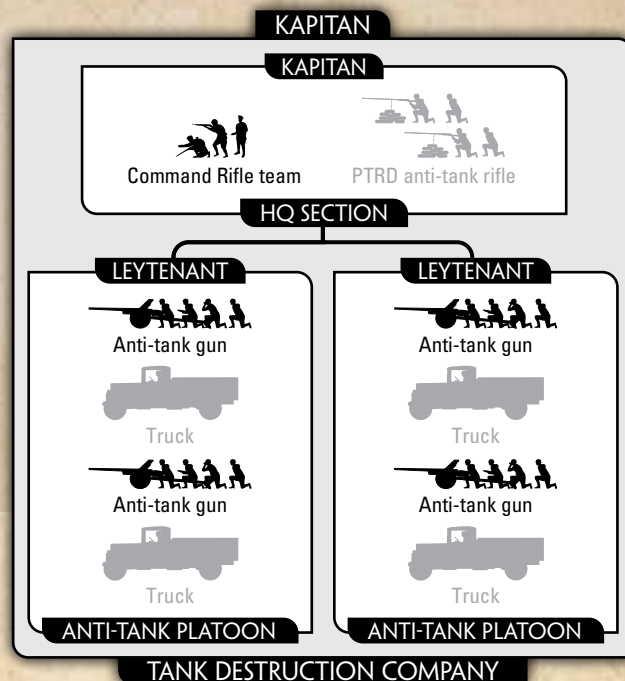 KAPITAN
KAPITAN
Command Rifle team
PTRD anti-tank rifle
HQ SECTION
LEYTENANT
Anti-tank gun
Truck
Anti-tank gun
Truck
ANTI-TANK PLATOON
LEYTENANT
Anti-tank gun
Truck
Anti-tank gun
Truck
ANTI-TANK PLATOON
TANK DESTRUCTION COMPANY